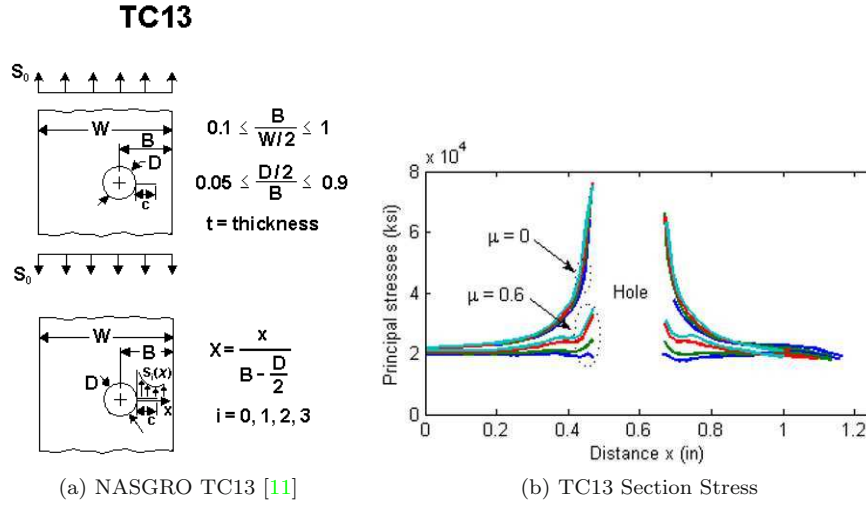 TC13
S₀
W
B
D
c
0.1 ≤ B/(W/2) ≤ 1
0.05 ≤ (D/2)/B ≤ 0.9
t = thickness
S₀
W
B
D
Sᵢ(X)
x
c
X = x/(B - D/2)
i = 0, 1, 2, 3
(a) NASGRO TC13 [11]
x 10⁴
8
6
4
2
0
Principal stresses (ksi)
μ = 0
μ = 0.6
Hole
0 0.2 0.4 0.6 0.8 1 1.2
Distance x (in)
(b) TC13 Section Stress